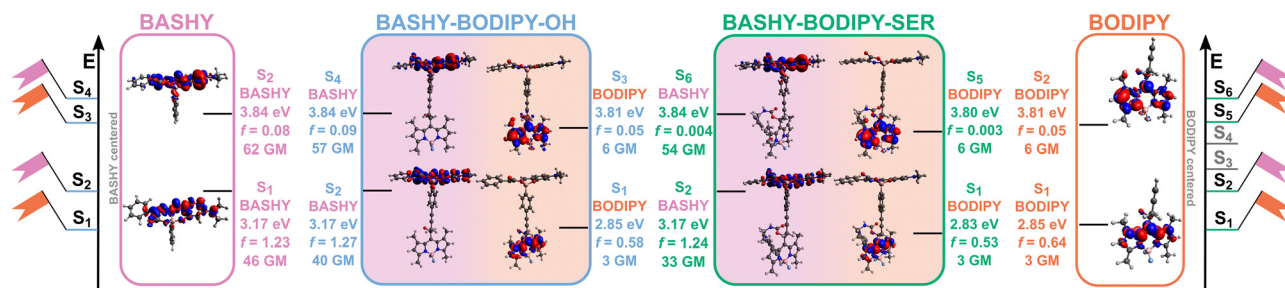 BASHY
BASHY-BODIPY-OH
BASHY-BODIPY-SER
BODIPY
E
S4
S3
S2
S1
BASHY centered
S2
BASHY
3.84 eV
f = 0.08
62 GM
S1
BASHY
3.17 eV
f = 1.23
46 GM
S4
BASHY
3.84 eV
f = 0.09
57 GM
S2
BASHY
3.17 eV
f = 1.27
40 GM
S3
BODIPY
3.81 eV
f = 0.05
6 GM
S1
BODIPY
2.85 eV
f = 0.58
3 GM
S6
BASHY
3.84 eV
f = 0.004
54 GM
S2
BASHY
3.17 eV
f = 1.24
33 GM
S5
BODIPY
3.80 eV
f = 0.003
6 GM
S1
BODIPY
2.83 eV
f = 0.53
3 GM
S2
BODIPY
3.81 eV
f = 0.05
6 GM
S1
BODIPY
2.85 eV
f = 0.64
3 GM
BODIPY centered
E
S6
S5
S4
S3
S2
S1